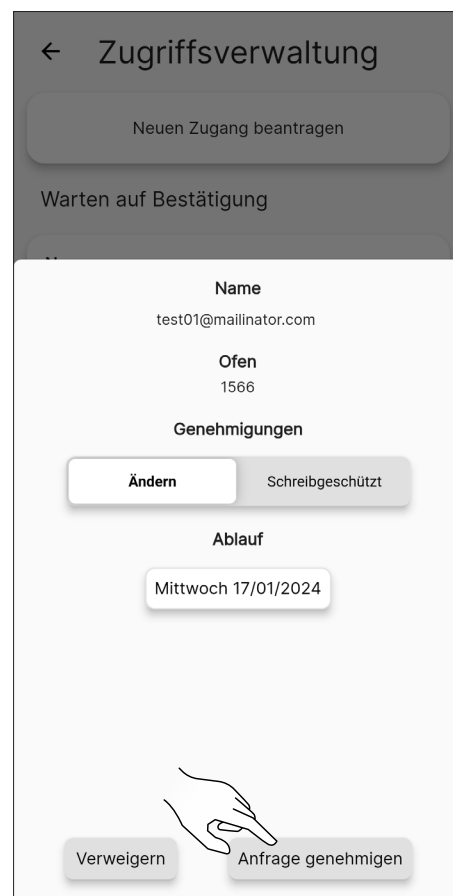 Zugriffsverwaltung
Neuen Zugang beantragen
Warten auf Bestätigung
Name
test01@mailinator.com
Ofen
1566
Genehmigungen
Ändern Schreibgeschützt
Ablauf
Mittwoch 17/01/2024
Verweigern Anfrage genehmigen